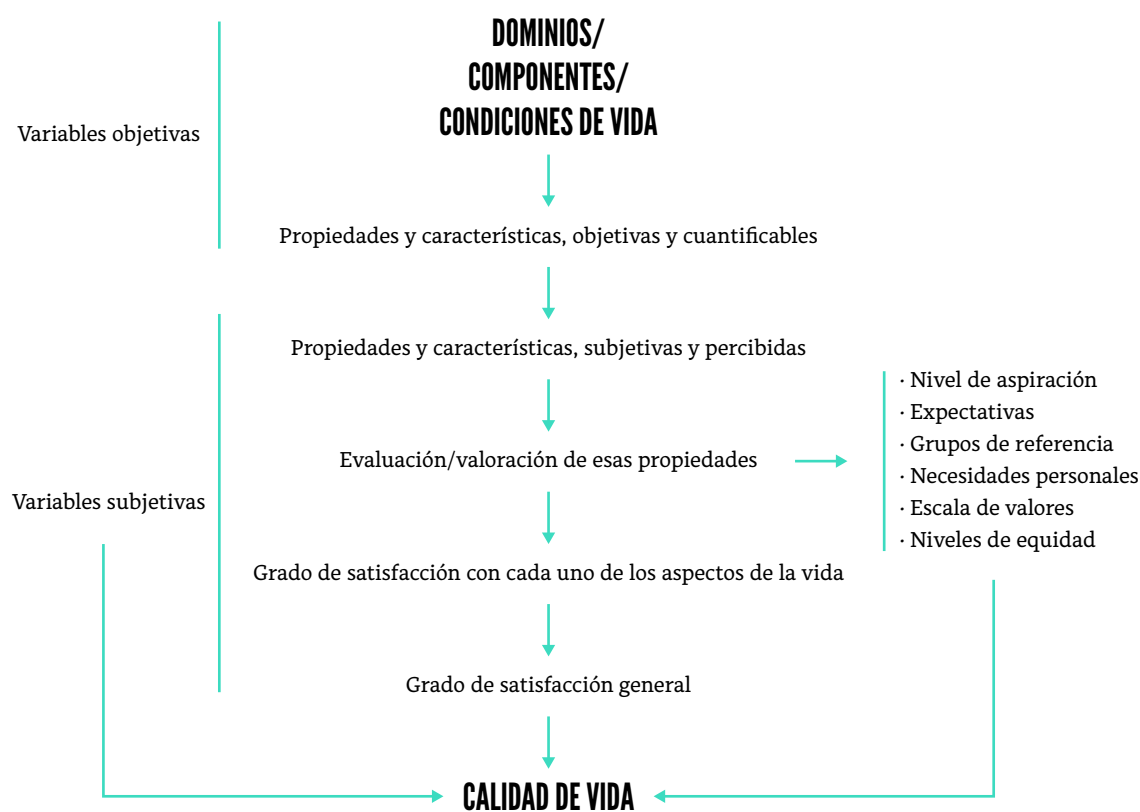 DOMINIOS/
COMPONENTES/
CONDICIONES DE VIDA
Variables objetivas
Propiedades y características, objetivas y cuantificables
Propiedades y características, subjetivas y percibidas
· Nivel de aspiración
· Expectativas
· Grupos de referencia
Evaluación/valoración de esas propiedades
· Necesidades personales
Variables subjetivas
· Escala de valores
· Niveles de equidad
Grado de satisfacción con cada uno de los aspectos de la vida
Grado de satisfacción general
CALIDAD DE VIDA